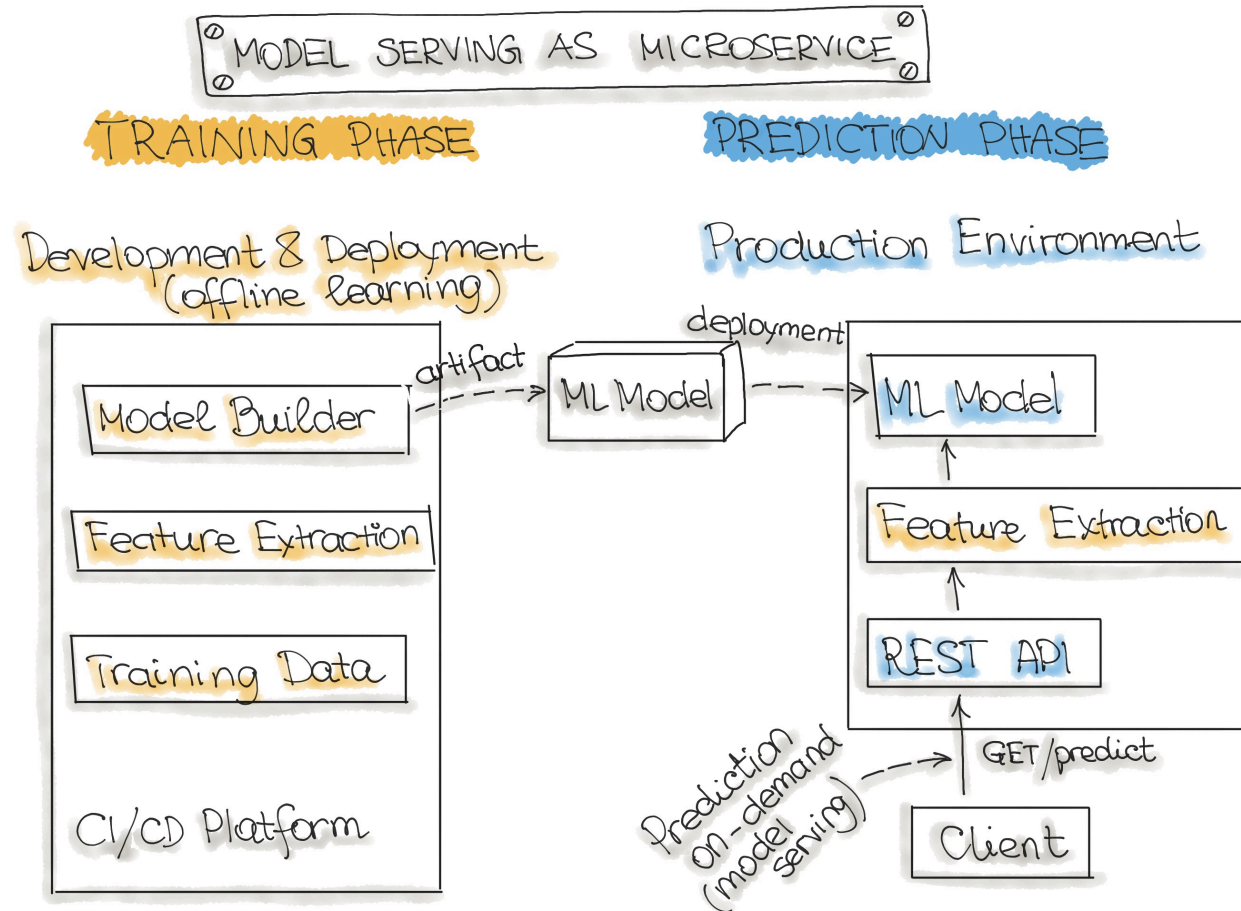 MODEL SERVING AS MICROSERVICE
TRAINING PHASE
PREDICTION PHASE
Development & Deployment
(offline learning)
Production Environment
Model Builder
artifact
ML Model
deployment
ML Model
Feature Extraction
Feature Extraction
Training Data
REST API
CI/CD Platform
GET/predict
Prediction
on-demand
(model
serving)
Client